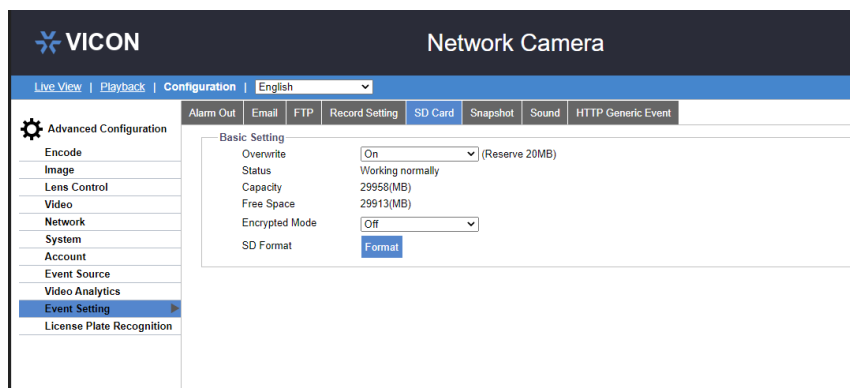 VICON
Network Camera
Live View | Playback | Configuration | English
Alarm Out Email FTP Record Setting SD Card Snapshot Sound HTTP Generic Event
Advanced Configuration
Encode
Image
Lens Control
Video
Network
System
Account
Event Source
Video Analytics
Event Setting
License Plate Recognition
Basic Setting
Overwrite On (Reserve 20MB)
Status Working normally
Capacity 29958(MB)
Free Space 29913(MB)
Encrypted Mode Off
SD Format Format